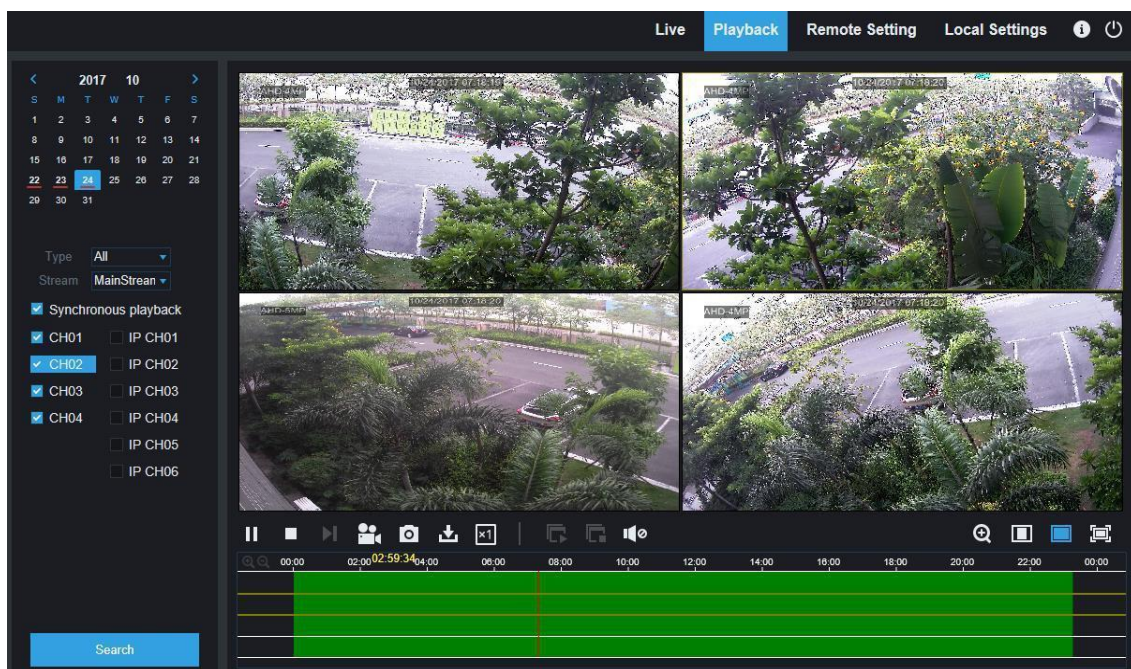 Live Playback Remote Setting Local Settings
2017 10
S M T W T F S
1 2 3 4 5 6 7
8 9 10 11 12 13 14
15 16 17 18 19 20 21
22 23 24 25 26 27 28
29 30 31
Type All
Stream MainStrean
Synchronous playback
CH01 IP CH01
CH02 IP CH02
CH03 IP CH03
CH04 IP CH04
IP CH05
IP CH06
Search
AHD-4MP 10/24/2017 07:18:19
AHD-4MP 10/24/2017 07:18:20
AHD-5MP 10/24/2017 07:18:20
AHD-4MP 10/24/2017 07:18:20
x1
00:00 02:00 02:59:34 04:00 06:00 08:00 10:00 12:00 14:00 16:00 18:00 20:00 22:00 00:00